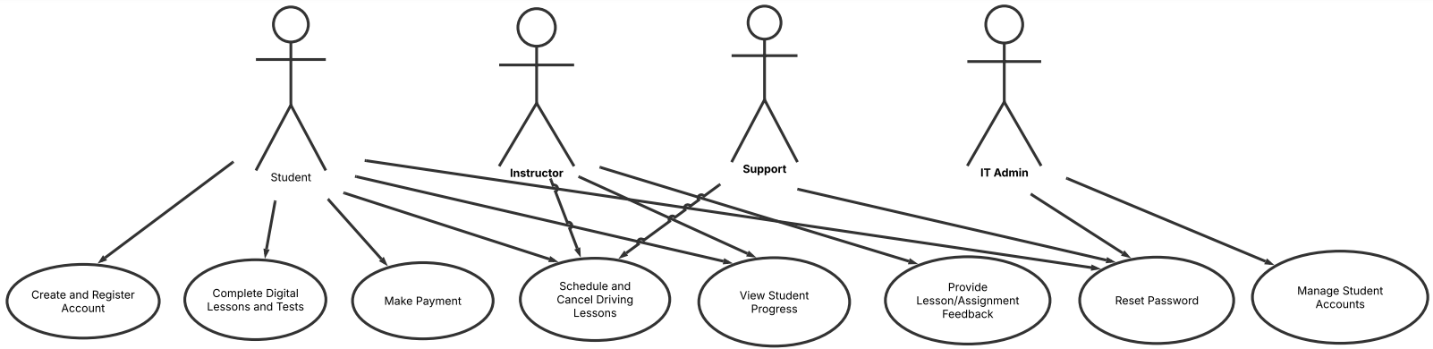 Student
Instructor
Support
IT Admin
Create and Register
Account
Complete Digital
Lessons and Tests
Make Payment
Schedule and
Cancel Driving
Lessons
View Student
Progress
Provide
Lesson/Assignment
Feedback
Reset Password
Manage Student
Accounts